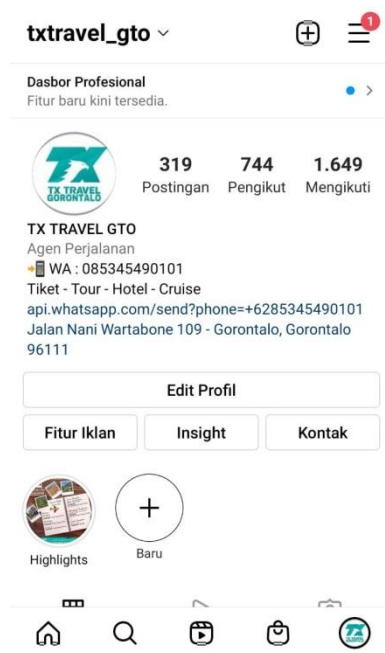 txtravel_gto
1
Dasbor Profesional
Fitur baru kini tersedia.
TX
TX TRAVEL
GORONTALO
319
744
1.649
Postingan
Pengikut
Mengikuti
TX TRAVEL GTO
Agen Perjalanan
WA : 085345490101
Tiket - Tour - Hotel - Cruise
api.whatsapp.com/send?phone=+6285345490101
Jalan Nani Wartabone 109 - Gorontalo, Gorontalo
96111
Edit Profil
Fitur Iklan
Insight
Kontak
Highlights
Baru